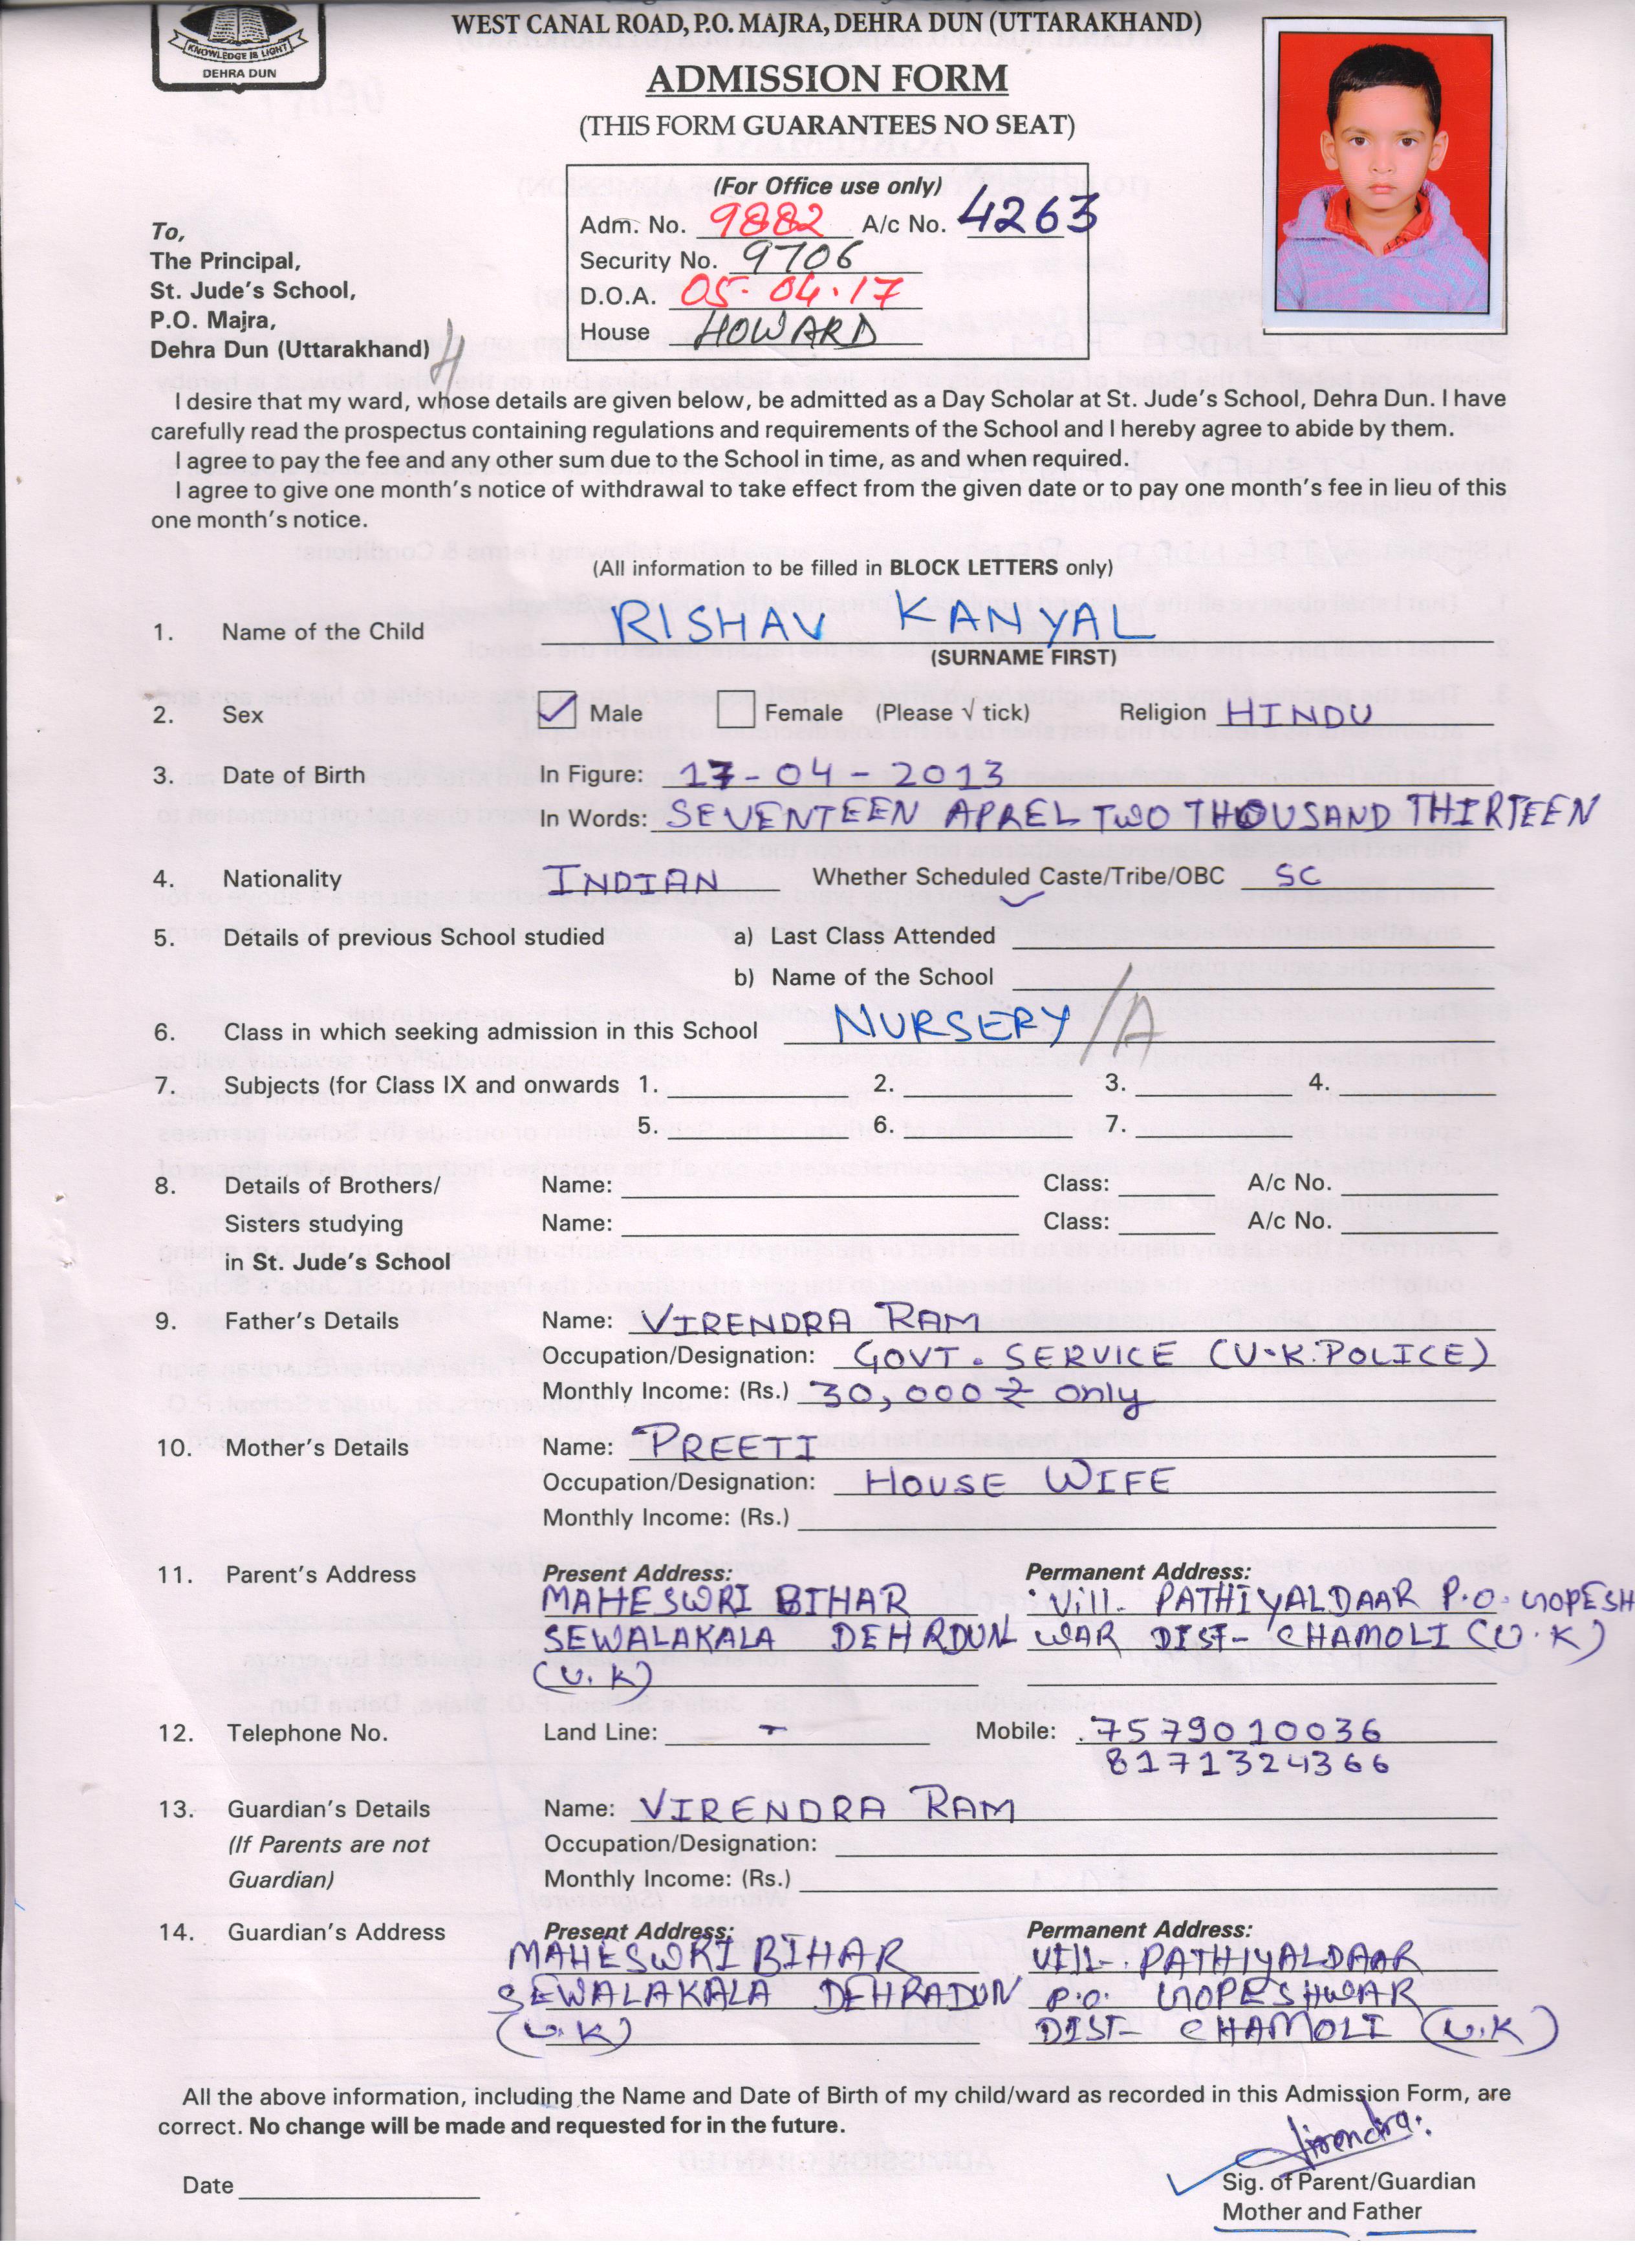 KNOWLEDGE IS LIGHT
DEHRA DUN
WEST CANAL ROAD, P.O. MAJRA, DEHRA DUN (UTTARAKHAND)
ADMISSION FORM
(THIS FORM GUARANTEES NO SEAT)
(For Office use only)
Adm. No. 9882 A/c No. 4263
Security No. 9706
D.O.A. 05.04.17
House HOWARD
To,
The Principal,
St. Jude's School,
P.O. Majra,
Dehra Dun (Uttarakhand) H
I desire that my ward, whose details are given below, be admitted as a Day Scholar at St. Jude's School, Dehra Dun. I have
carefully read the prospectus containing regulations and requirements of the School and I hereby agree to abide by them.
I agree to pay the fee and any other sum due to the School in time, as and when required.
I agree to give one month's notice of withdrawal to take effect from the given date or to pay one month's fee in lieu of this
one month's notice.
(All information to be filled in BLOCK LETTERS only)
1. Name of the Child RISHAV KANYAL
(SURNAME FIRST)
2. Sex Male Female (Please √ tick) Religion HINDU
3. Date of Birth In Figure: 17-04-2013
In Words: SEVENTEEN APREL TWO THOUSAND THIRTEEN
4. Nationality INDIAN Whether Scheduled Caste/Tribe/OBC SC
5. Details of previous School studied a) Last Class Attended
b) Name of the School
6. Class in which seeking admission in this School NURSERY /A
7. Subjects (for Class IX and onwards 1. 2. 3. 4.
5. 6. 7.
8. Details of Brothers/ Name: Class: A/c No.
Sisters studying Name: Class: A/c No.
in St. Jude's School
9. Father's Details Name: VIRENDRA RAM
Occupation/Designation: GOVT. SERVICE (U.K.POLICE)
Monthly Income: (Rs.) 30,000 ₹ only
10. Mother's Details Name: PREETI
Occupation/Designation: HOUSE WIFE
Monthly Income: (Rs.)
11. Parent's Address Present Address: Permanent Address:
MAHESWRI BIHAR Vill. PATHIYALDAAR P.O. GOPESH
SEWALAKALA DEHRDUN WAR DIST- CHAMOLI (U.K)
(U.K)
12. Telephone No. Land Line: - Mobile: 7579010036
8171324366
13. Guardian's Details Name: VIRENDRA RAM
(If Parents are not Occupation/Designation:
Guardian) Monthly Income: (Rs.)
14. Guardian's Address Present Address: Permanent Address:
MAHESWRI BIHAR VILL-. PATHIYALDAAR
SEWALAKALA DEHRADUN P.O. GOPESHWAR
(U.K) DIST- CHAMOLI (U.K)
All the above information, including the Name and Date of Birth of my child/ward as recorded in this Admission Form, are
correct. No change will be made and requested for in the future.
Virendra
Date Sig. of Parent/Guardian
Mother and Father